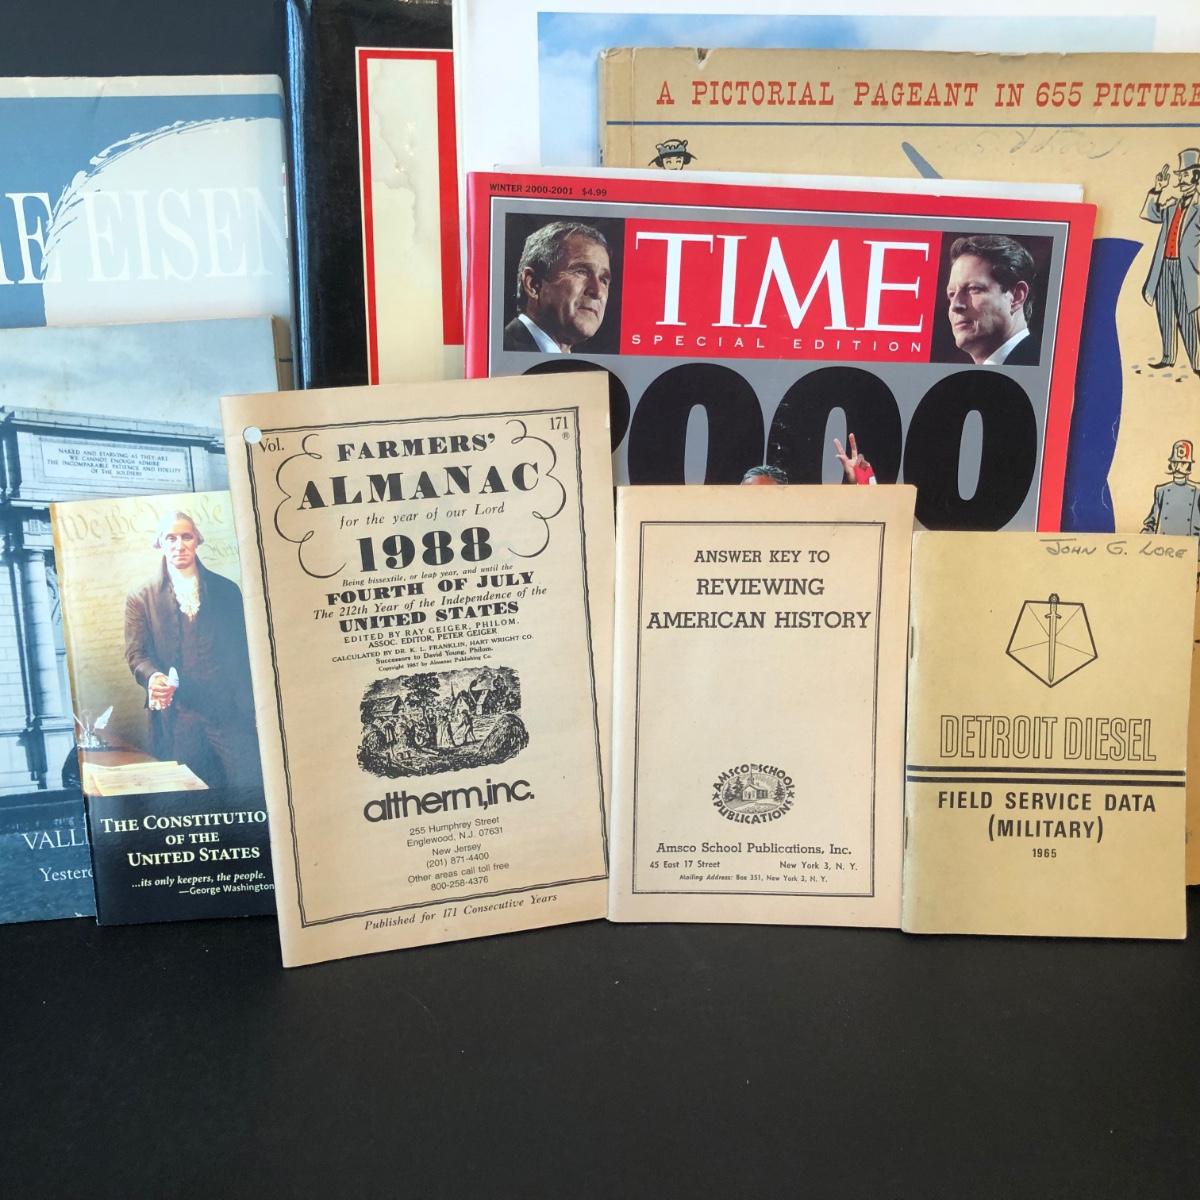 A PICTORIAL PAGEANT IN 655 PICTURE
EISEN
WINTER 2000-2001 $4.99
TIME
SPECIAL EDITION
2000
NAKED AND STARVING AS THEY ARE
WE CANNOT ENOUGH ADMIRE
THE INCOMPARABLE PATIENCE AND FIDELITY
OF THE SOLDIERY
VALL
Yester
We the People
THE CONSTITUTIO
OF THE
UNITED STATES
...its only keepers, the people.
—George Washington
Vol. 171
®
FARMERS'
ALMANAC
for the year of our Lord
1988
Being bissextile, or leap year, and until the
FOURTH OF JULY
The 212th Year of the Independence of the
UNITED STATES
EDITED BY RAY GEIGER, PHILOM.
ASSOC. EDITOR, PETER GEIGER
CALCULATED BY DR. K. L. FRANKLIN, HART WRIGHT CO.
Successors to David Young, Philom.
Copyright 1987 by Almanac Publishing Co.
altherm,inc.
255 Humphrey Street
Englewood, N.J. 07631
New Jersey
(201) 871-4400
Other areas call toll free
800-258-4376
Published for 171 Consecutive Years
ANSWER KEY TO
REVIEWING
AMERICAN HISTORY
AMSCO SCHOOL
PUBLICATIONS
Amsco School Publications, Inc.
45 East 17 Street New York 3, N. Y.
Mailing Address: Box 351, New York 3, N. Y.
JOHN G. LORE
DETROIT DIESEL
FIELD SERVICE DATA
(MILITARY)
1965